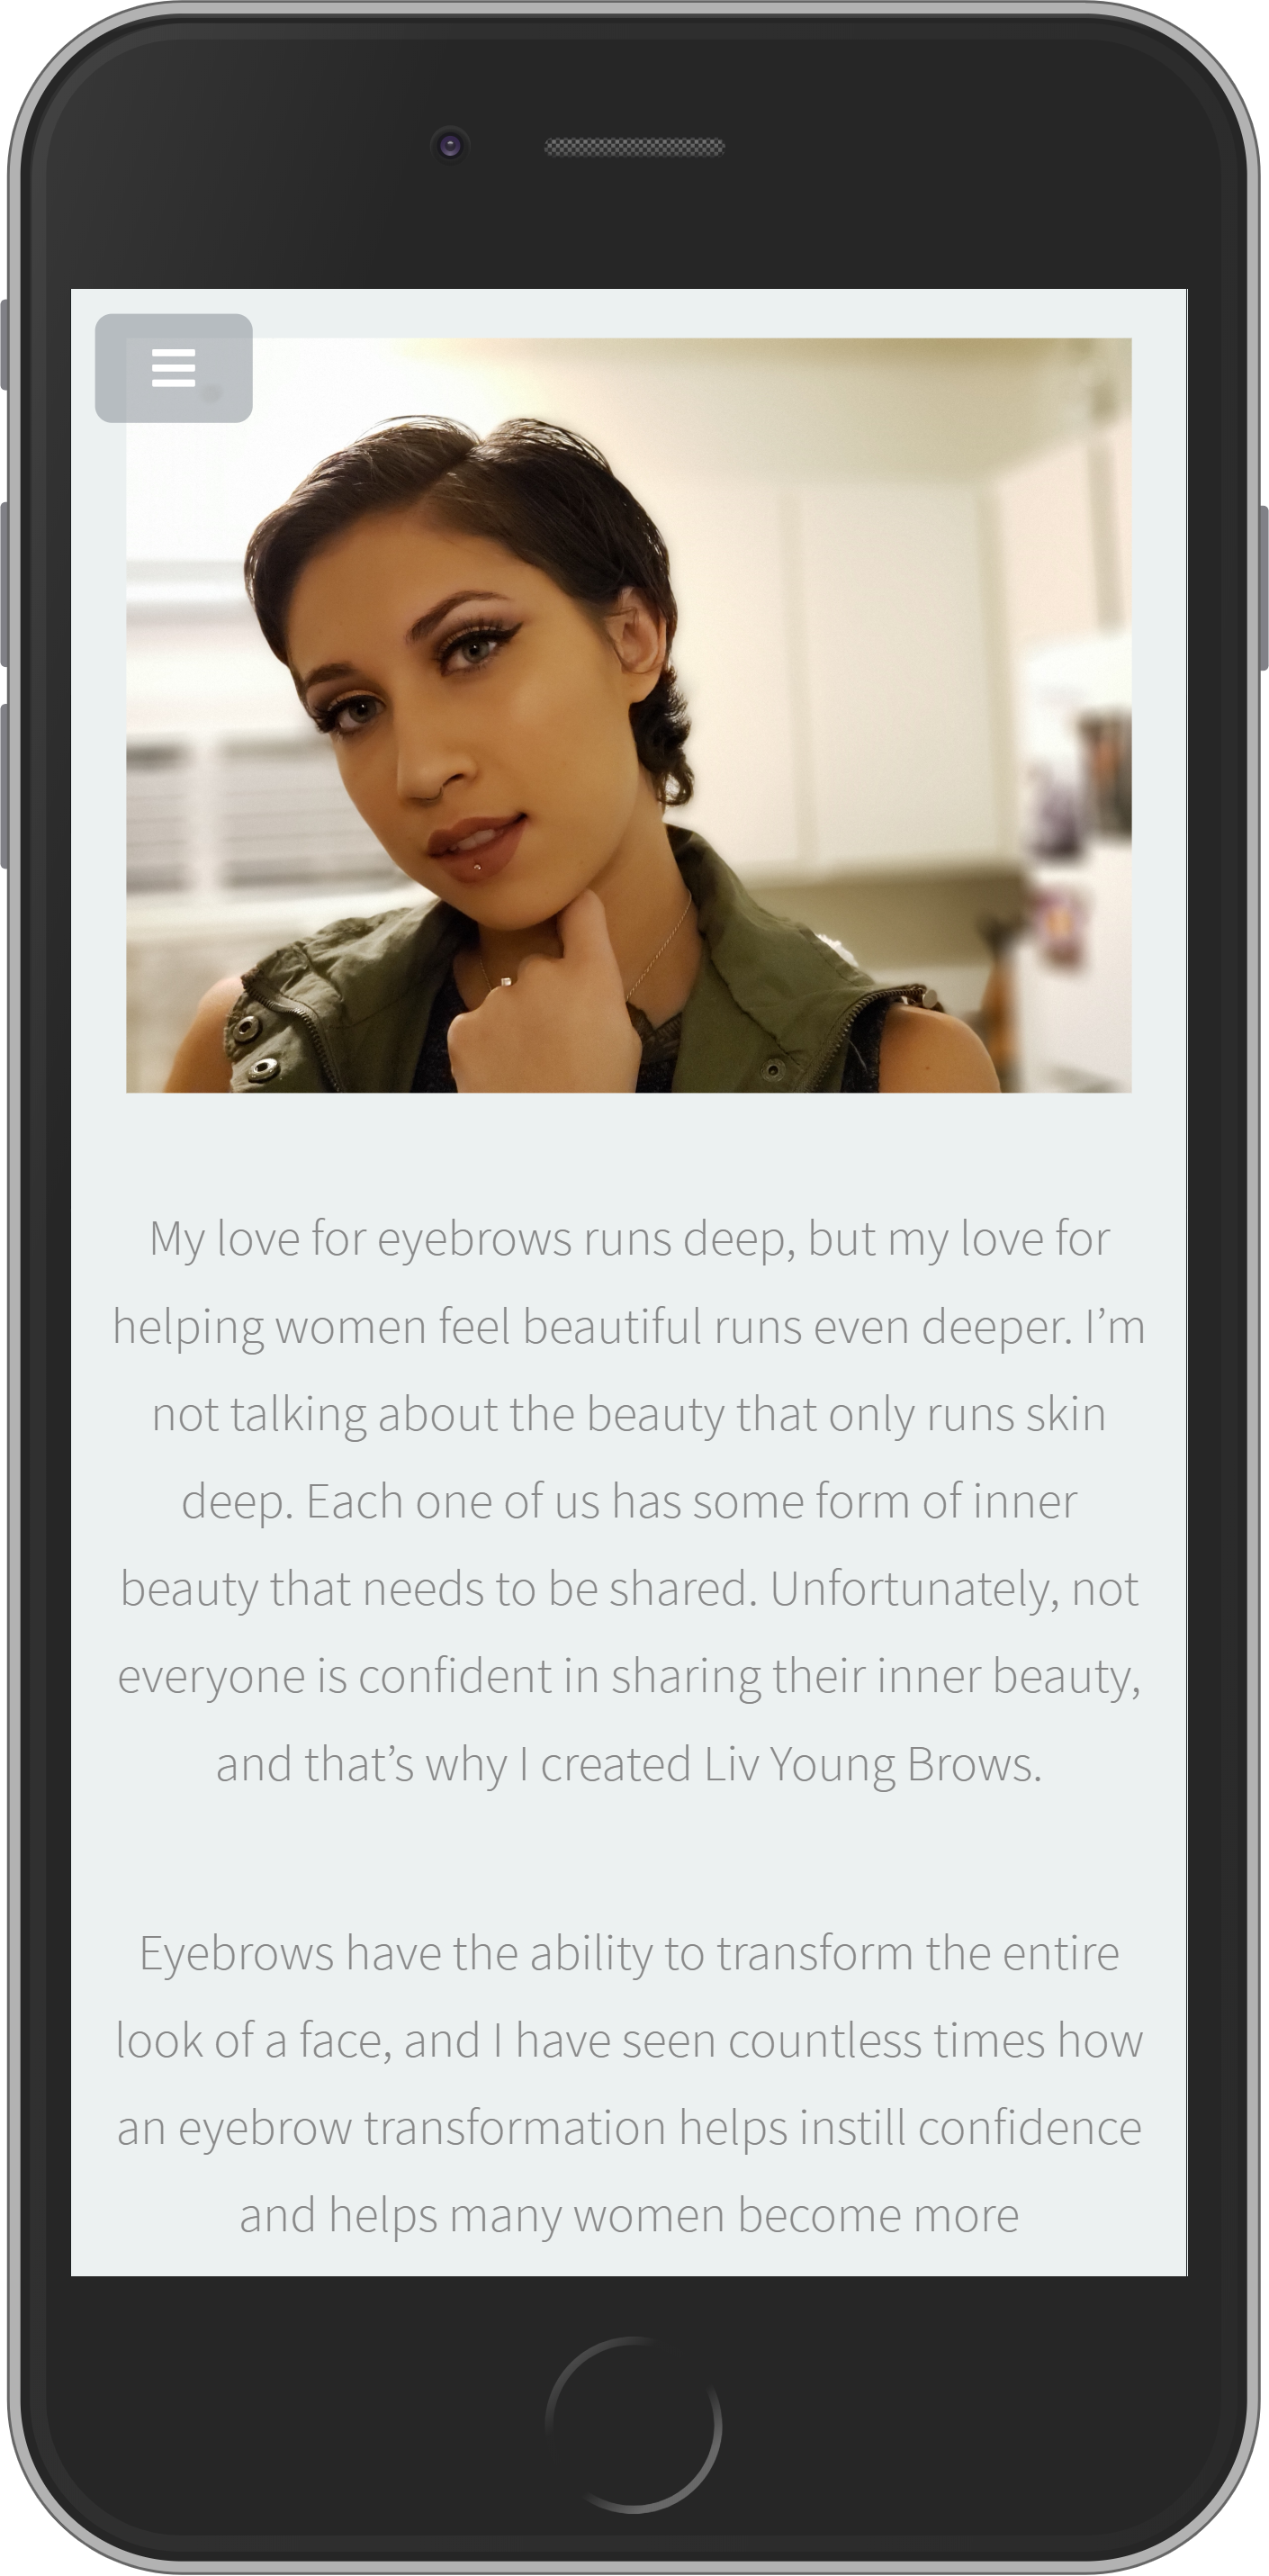 My love for eyebrows runs deep, but my love for
helping women feel beautiful runs even deeper. I’m
not talking about the beauty that only runs skin
deep. Each one of us has some form of inner
beauty that needs to be shared. Unfortunately, not
everyone is confident in sharing their inner beauty,
and that’s why I created Liv Young Brows.
Eyebrows have the ability to transform the entire
look of a face, and I have seen countless times how
an eyebrow transformation helps instill confidence
and helps many women become more